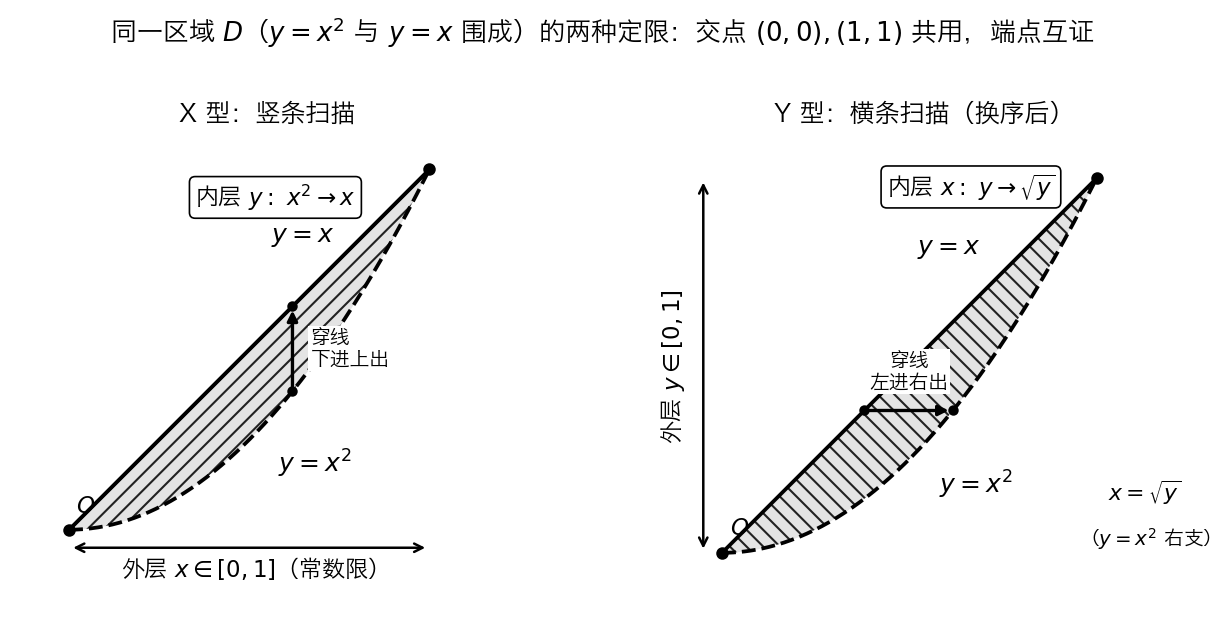 同一区域 D（y = x² 与 y = x 围成）的两种定限：交点 (0, 0), (1, 1) 共用，端点互证
X 型：竖条扫描
内层 y : x² → x
y = x
穿线
下进上出
y = x²
O
外层 x ∈ [0, 1]（常数限）
Y 型：横条扫描（换序后）
内层 x : y → √y
y = x
外层 y ∈ [0, 1]
穿线
左进右出
y = x²
x = √y
O
（y = x² 右支）